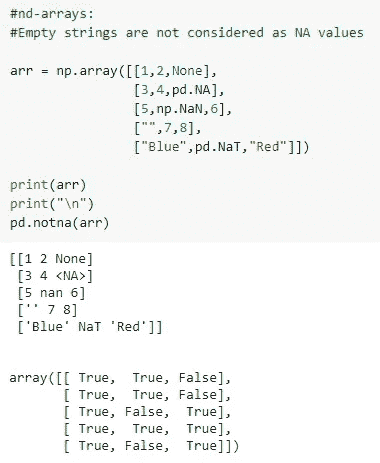 #nd-arrays:
#Empty strings are not considered as NA values
arr = np.array([[1,2,None],
[3,4,pd.NA],
[5,np.NaN,6],
["",7,8],
["Blue",pd.NaT,"Red"]])
print(arr)
print("\n")
pd.notna(arr)
[[1 2 None]
[3 4 <NA>]
[5 nan 6]
['' 7 8]
['Blue' NaT 'Red']]
array([[ True, True, False],
[ True, True, False],
[ True, False, True],
[ True, True, True],
[ True, False, True]])